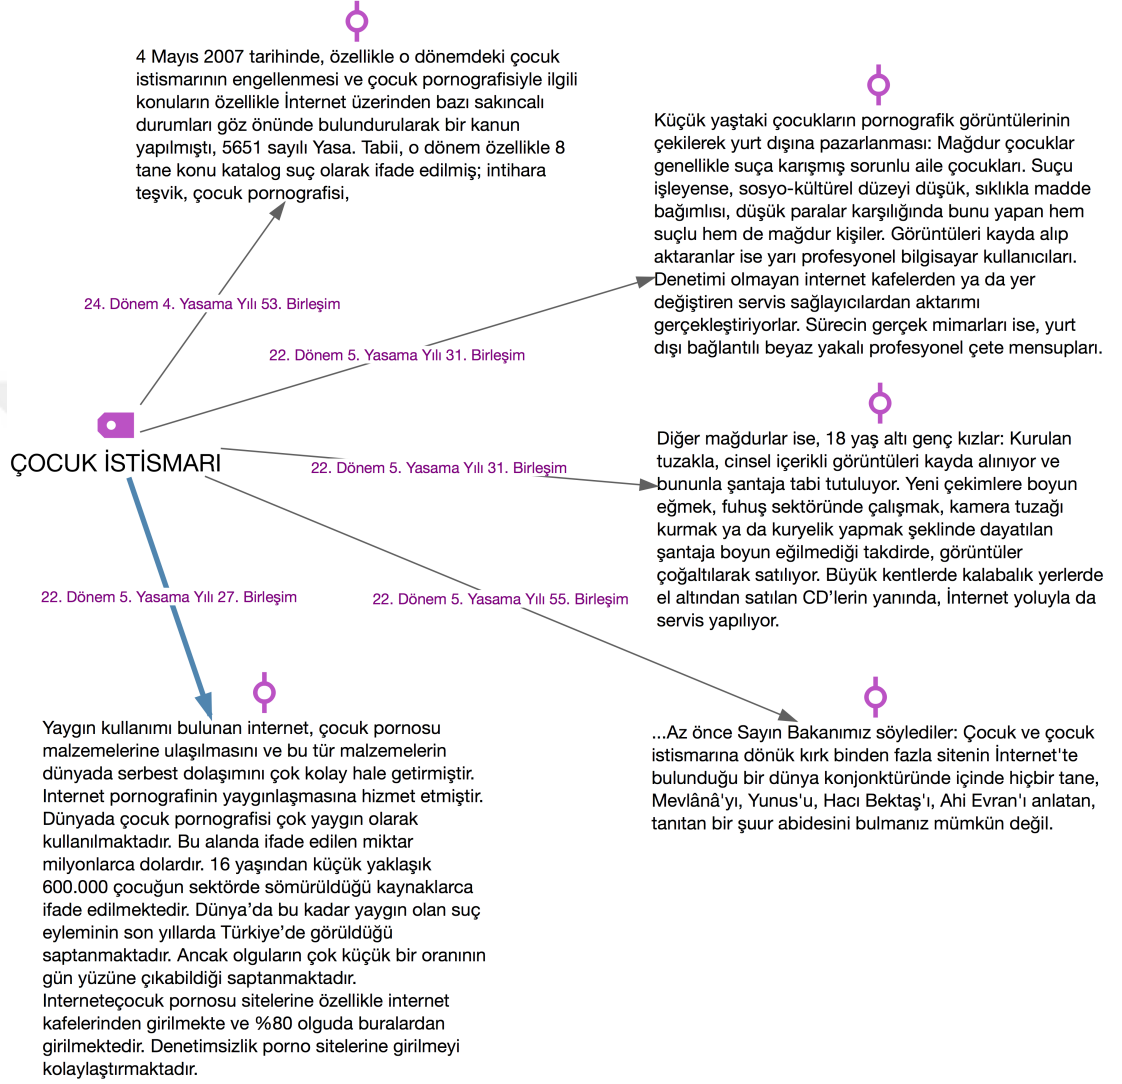 4 Mayıs 2007 tarihinde, özellikle o dönemdeki çocuk
istismarının engellenmesi ve çocuk pornografisiyle ilgili
konuların özellikle İnternet üzerinden bazı sakıncalı
durumları göz önünde bulundurularak bir kanun
yapılmıştı, 5651 sayılı Yasa. Tabii, o dönem özellikle 8
tane konu katalog suç olarak ifade edilmiş; intihara
teşvik, çocuk pornografisi,
Küçük yaştaki çocukların pornografik görüntülerinin
çekilerek yurt dışına pazarlanması: Mağdur çocuklar
genellikle suça karışmış sorunlu aile çocukları. Suçu
işleyense, sosyo-kültürel düzeyi düşük, sıklıkla madde
bağımlısı, düşük paralar karşılığında bunu yapan hem
suçlu hem de mağdur kişiler. Görüntüleri kayda alıp
aktaranlar ise yarı profesyonel bilgisayar kullanıcıları.
Denetimi olmayan internet kafelerden ya da yer
değiştiren servis sağlayıcılardan aktarımı
gerçekleştiriyorlar. Sürecin gerçek mimarları ise, yurt
dışı bağlantılı beyaz yakalı profesyonel çete mensupları.
24. Dönem 4. Yasama Yılı 53. Birleşim
22. Dönem 5. Yasama Yılı 31. Birleşim
ÇOCUK İSTİSMARI
22. Dönem 5. Yasama Yılı 31. Birleşim
Diğer mağdurlar ise, 18 yaş altı genç kızlar: Kurulan
tuzakla, cinsel içerikli görüntüleri kayda alınıyor ve
bununla şantaja tabi tutuluyor. Yeni çekimlere boyun
eğmek, fuhuş sektöründe çalışmak, kamera tuzağı
kurmak ya da kuryelik yapmak şeklinde dayatılan
şantaja boyun eğilmediği takdirde, görüntüler
çoğaltılarak satılıyor. Büyük kentlerde kalabalık yerlerde
el altından satılan CD’lerin yanında, İnternet yoluyla da
servis yapılıyor.
22. Dönem 5. Yasama Yılı 27. Birleşim
22. Dönem 5. Yasama Yılı 55. Birleşim
Yaygın kullanımı bulunan internet, çocuk pornosu
malzemelerine ulaşılmasını ve bu tür malzemelerin
dünyada serbest dolaşımını çok kolay hale getirmiştir.
Internet pornografinin yaygınlaşmasına hizmet etmiştir.
Dünyada çocuk pornografisi çok yaygın olarak
kullanılmaktadır. Bu alanda ifade edilen miktar
milyonlarca dolardır. 16 yaşından küçük yaklaşık
600.000 çocuğun sektörde sömürüldüğü kaynaklarca
ifade edilmektedir. Dünya’da bu kadar yaygın olan suç
eyleminin son yıllarda Türkiye’de görüldüğü
saptanmaktadır. Ancak olguların çok küçük bir oranının
gün yüzüne çıkabildiği saptanmaktadır.
Interneteçocuk pornosu sitelerine özellikle internet
kafelerinden girilmekte ve %80 olguda buralardan
girilmektedir. Denetimsizlik porno sitelerine girilmeyi
kolaylaştırmaktadır.
...Az önce Sayın Bakanımız söylediler: Çocuk ve çocuk
istismarına dönük kırk binden fazla sitenin İnternet'te
bulunduğu bir dünya konjonktüründe içinde hiçbir tane,
Mevlânâ'yı, Yunus'u, Hacı Bektaş'ı, Ahi Evran'ı anlatan,
tanıtan bir şuur abidesini bulmanız mümkün değil.